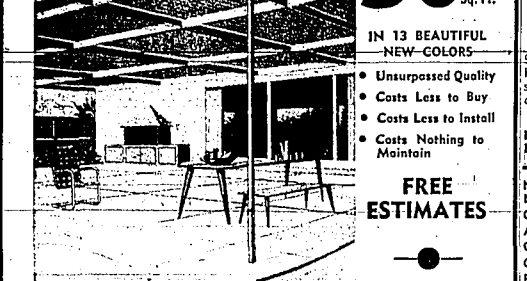 Sq. Ft.
IN 13 BEAUTIFUL
NEW COLORS
• Unsurpassed Quality
• Costs Less to Buy
• Costs Less to Install
• Costs Nothing to
Maintain
FREE
ESTIMATES